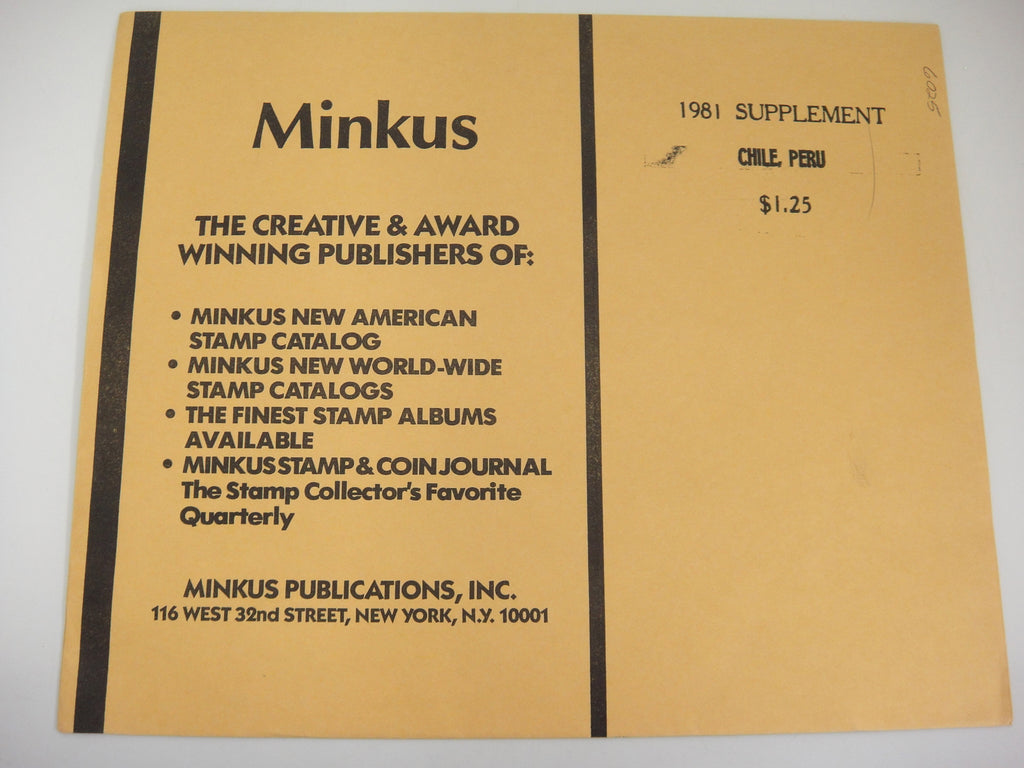 Minkus
THE CREATIVE & AWARD
WINNING PUBLISHERS OF:
• MINKUS NEW AMERICAN
STAMP CATALOG
• MINKUS NEW WORLD-WIDE
STAMP CATALOGS
• THE FINEST STAMP ALBUMS
AVAILABLE
• MINKUS STAMP & COIN JOURNAL
The Stamp Collector's Favorite
Quarterly
MINKUS PUBLICATIONS, INC.
116 WEST 32nd STREET, NEW YORK, N.Y. 10001
1981 SUPPLEMENT
CHILE, PERU
$1.25
6025